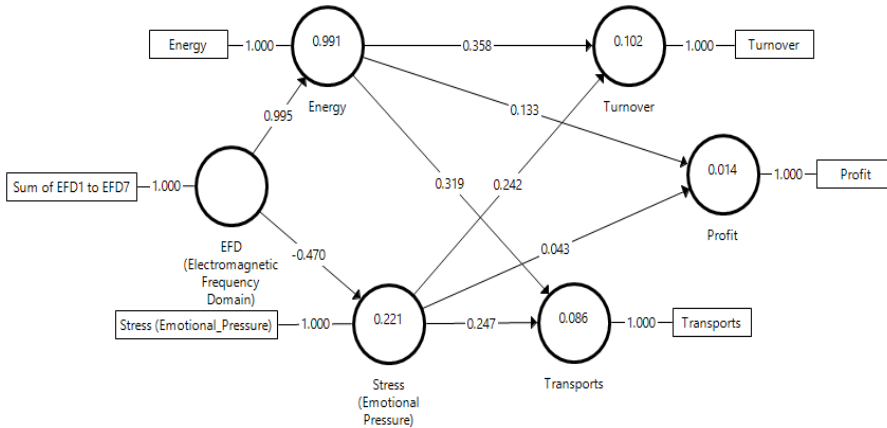 Energy
1.000
0.991
Energy
0.358
0.102
Turnover
1.000
Turnover
0.995
0.133
Sum of EFD1 to EFD7
1.000
EFD
(Electromagnetic
Frequency
Domain)
0.319
0.242
0.014
Profit
1.000
Profit
-0.470
0.043
Stress (Emotional_Pressure)
1.000
0.221
Stress
(Emotional
Pressure)
0.247
0.086
Transports
1.000
Transports